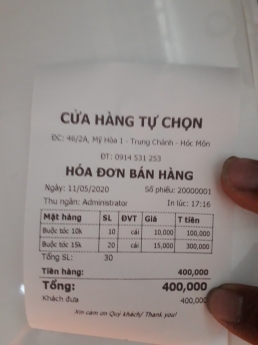 CỬA HÀNG TỰ CHỌN
ĐC: 46/2A, Mỹ Hòa 1 - Trung Chánh - Hóc Môn
ĐT: 0914 531 253
HÓA ĐƠN BÁN HÀNG
Ngày: 11/05/2020 Số phiếu: 20000001
Thu ngân: Administrator In lúc: 17:16
Mặt hàng SL ĐVT Giá T tiền
Buộc tóc 10k 10 cái 10,000 100,000
Buộc tóc 15k 20 cái 15,000 300,000
Tổng SL: 30
Tiền hàng: 400,000
Tổng: 400,000
Khách đưa 400,000
Xin cảm ơn Quý khách/ Thank you!